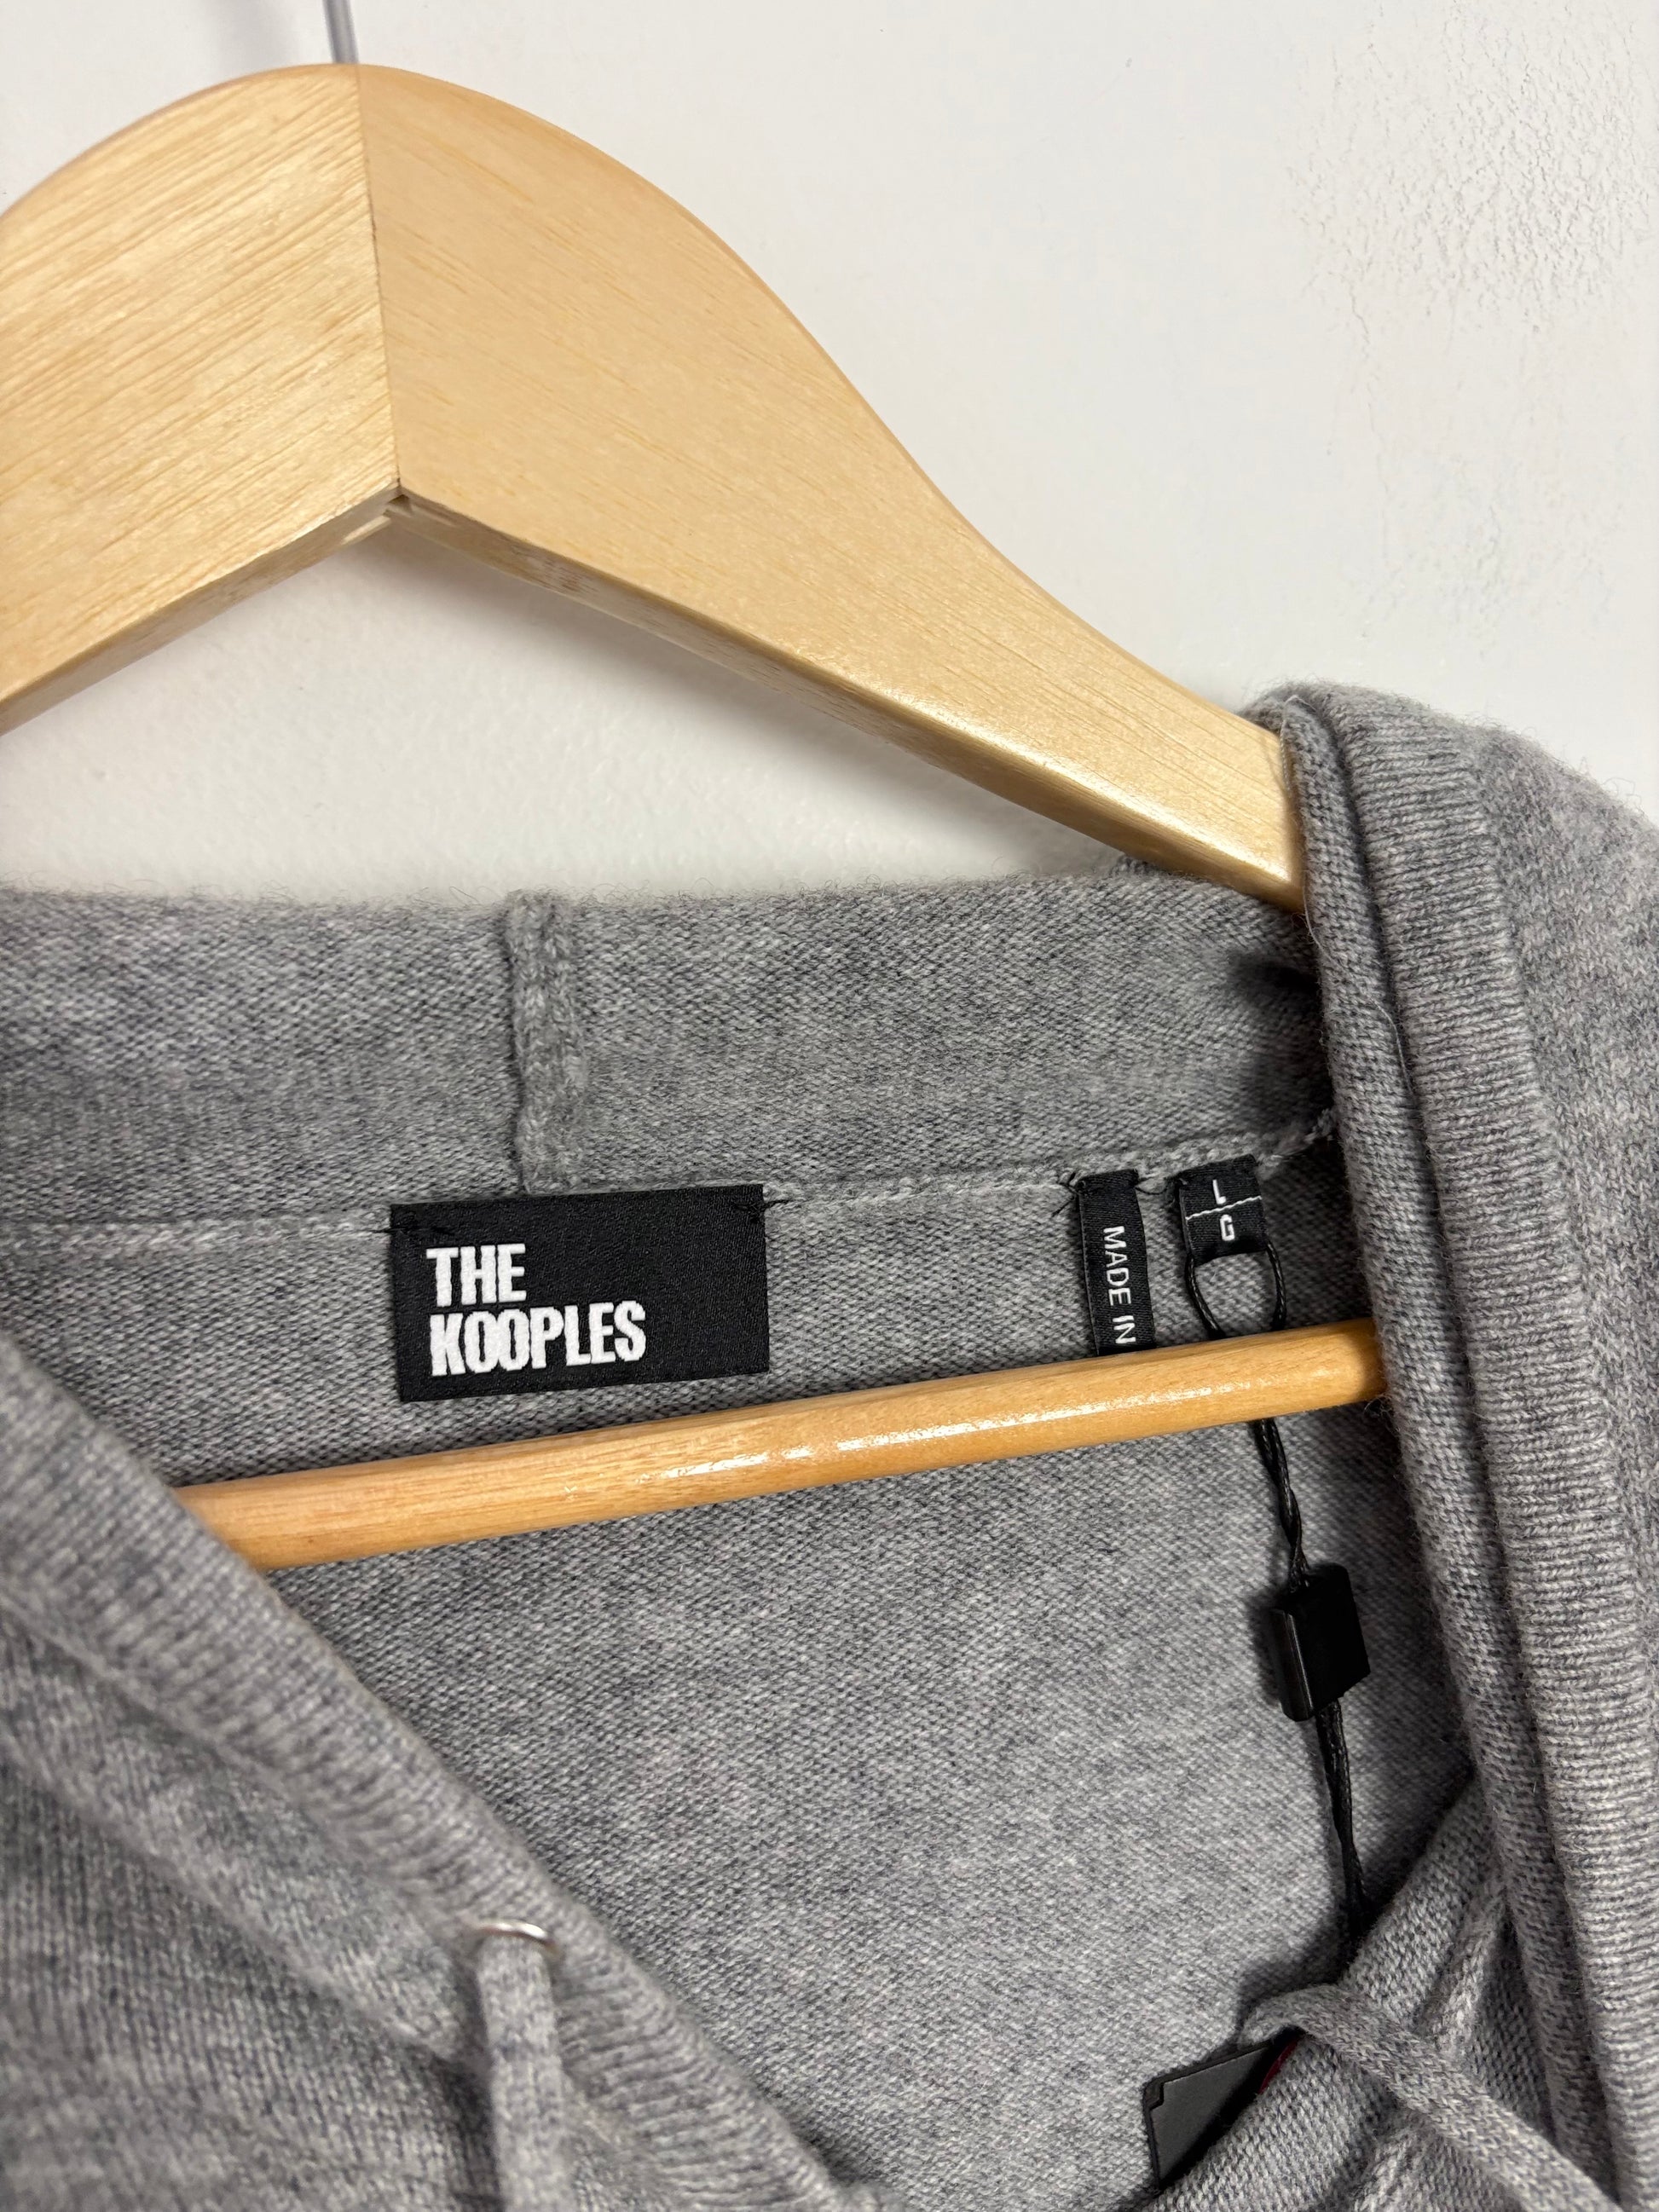 THE
KOOPLES
MADE IN
L
G